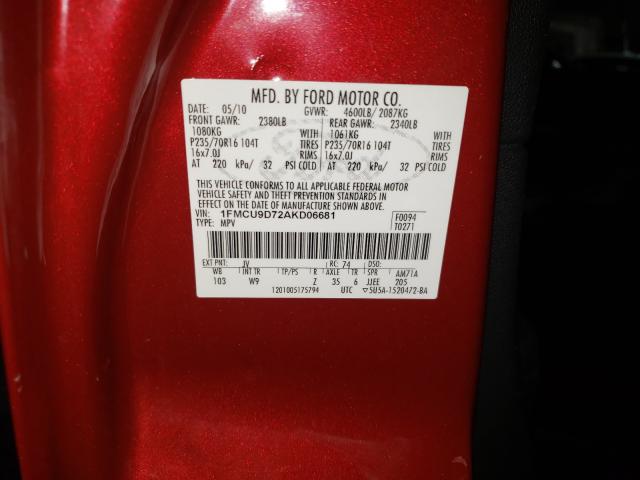 MFD. BY FORD MOTOR CO.
DATE: 05/10 GVWR: 4600LB/ 2087KG
FRONT GAWR: 2380LB REAR GAWR: 2340LB
1080KG WITH 1061KG WITH
P235/70R16 104T TIRES P235/70R16 104T TIRES
16x7.0J RIMS 16x7.0J RIMS
AT 220 kPa/ 32 PSI COLD AT 220 kPa/ 32 PSI COLD
THIS VEHICLE CONFORMS TO ALL APPLICABLE FEDERAL MOTOR
VEHICLE SAFETY AND THEFT PREVENTION STANDARDS IN
EFFECT ON THE DATE OF MANUFACTURE SHOWN ABOVE.
VIN: 1FMCU9D72AKD06681 F0094
TYPE: MPV T0271
EXT PNT: JV RC: 74 DSO:
WB INT TR TP/PS R AXLE TR SPR AM71A
103 W9 Z 35 6 JJEE 205
1201005175794 UTC ▽5U5A-1520472-BA